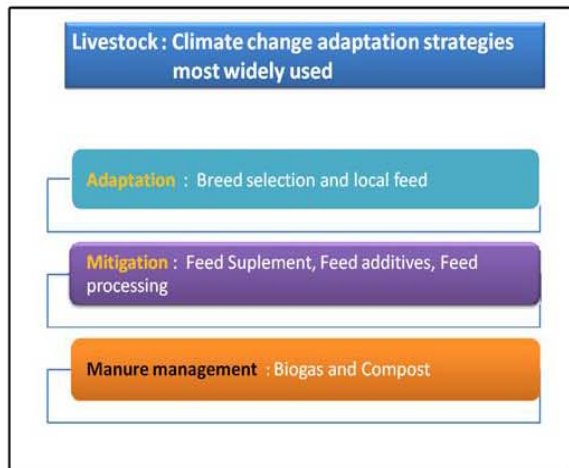 Livestock : Climate change adaptation strategies
most widely used
Adaptation : Breed selection and local feed
Mitigation : Feed Suplement, Feed additives, Feed
processing
Manure management : Biogas and Compost